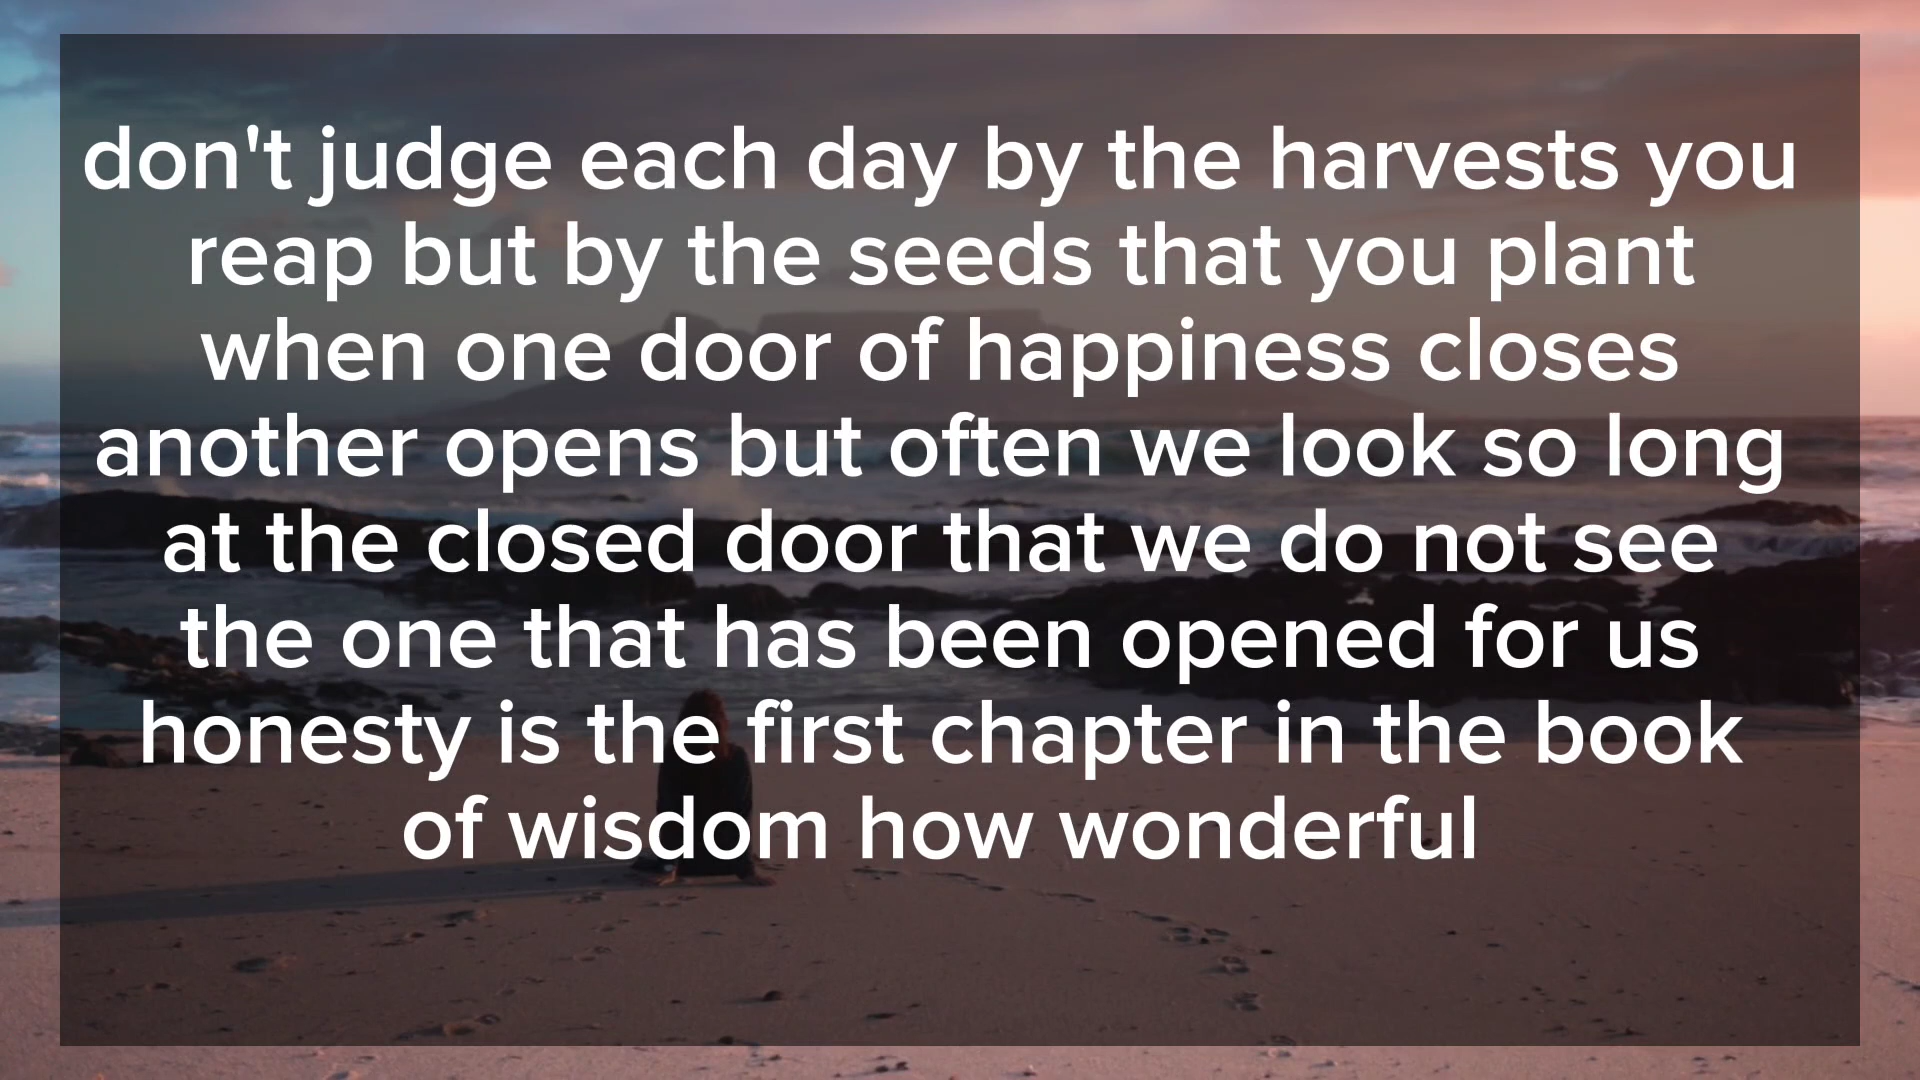 don't judge each day by the harvests you
reap but by the seeds that you plant
when one door of happiness closes
another opens but often we look so long
at the closed door that we do not see
the one that has been opened for us
honesty is the first chapter in the book
of wisdom how wonderful